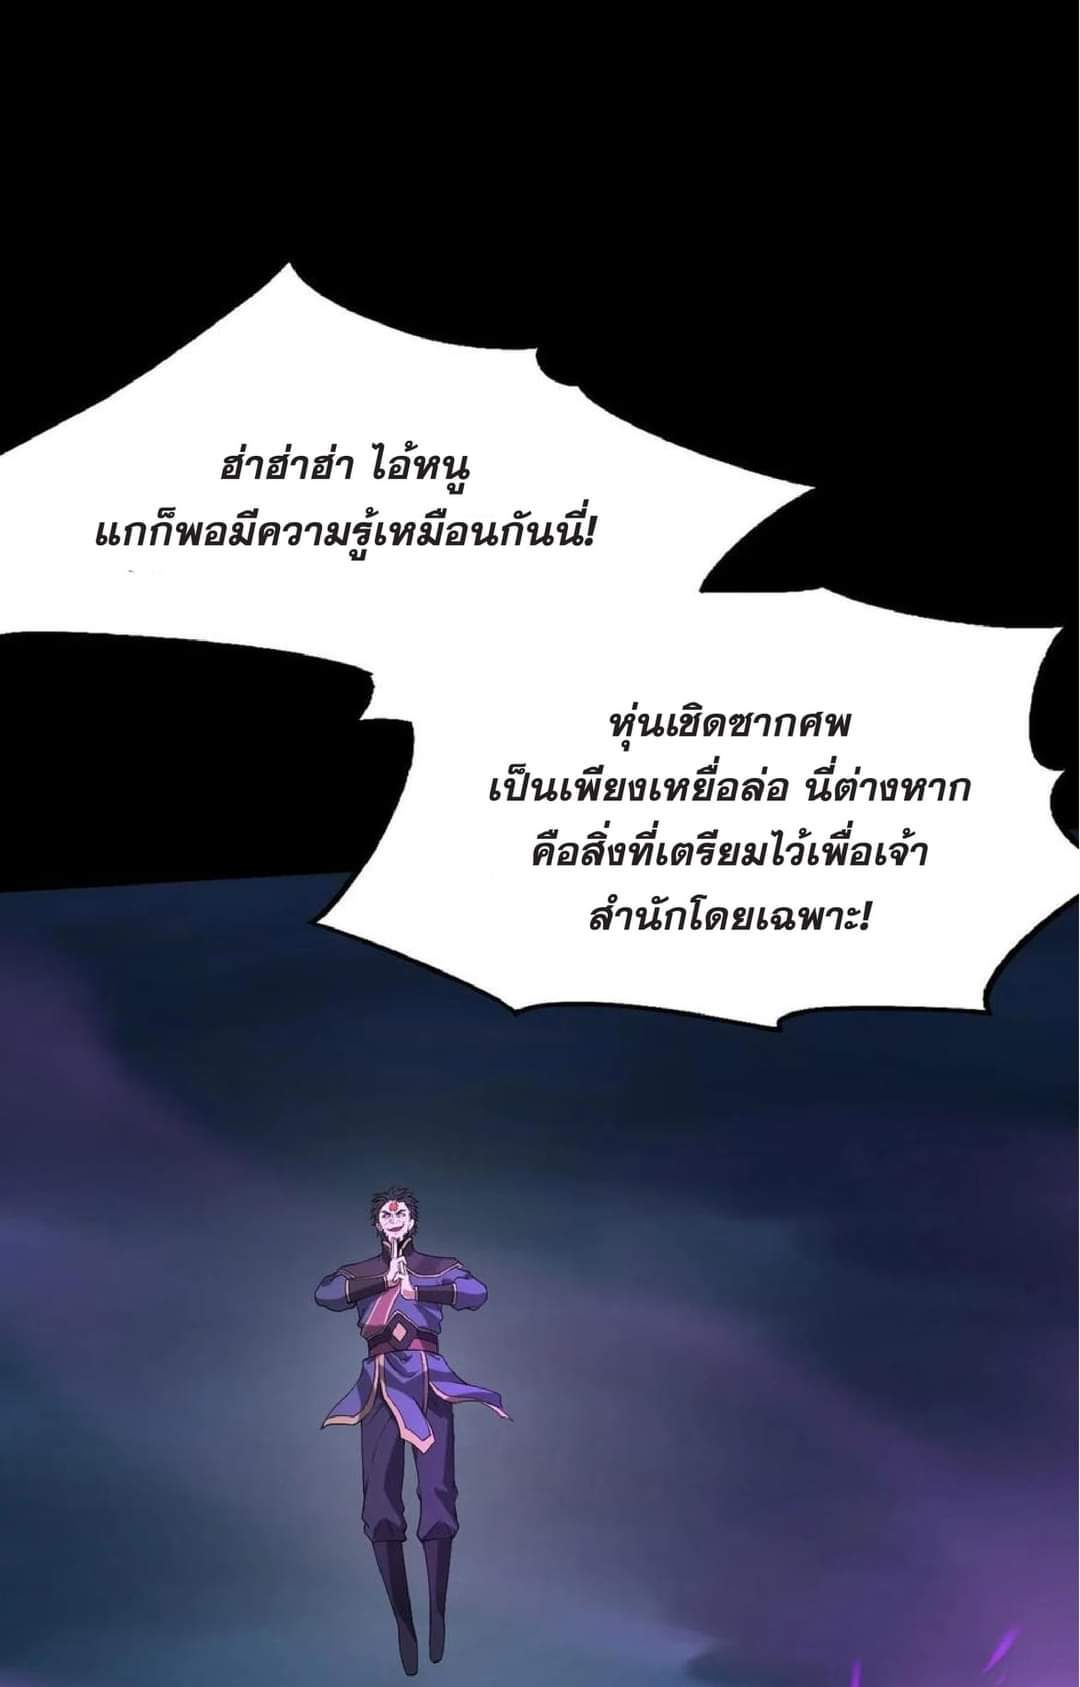 ฮ่าฮ่าฮ่า ไอ้หนู
แกก็พอมีความรู้เหมือนกันนี่!
หุ่นเชิดซากศพ
เป็นเพียงเหยื่อล่อ นี่ต่างหาก
คือสิ่งที่เตรียมไว้เพื่อเจ้า
สำนักโดยเฉพาะ!